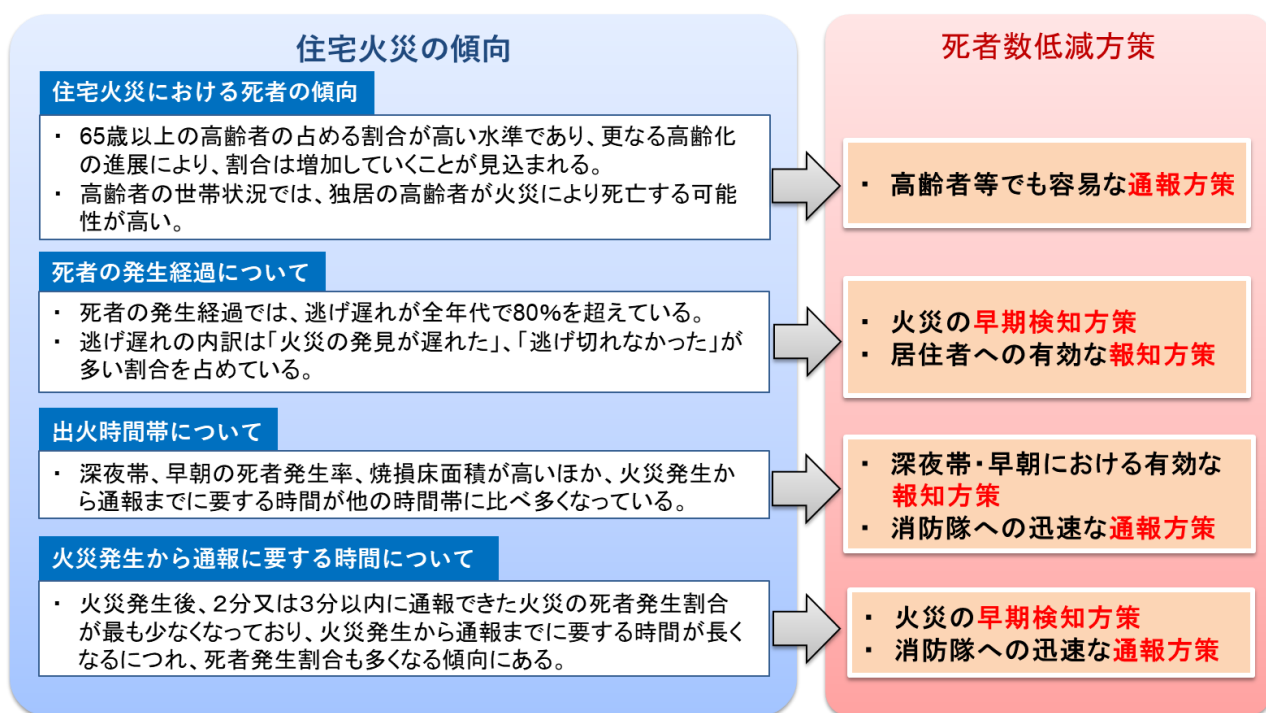 住宅火災の傾向
住宅火災における死者の傾向
・ 65歳以上の高齢者の占める割合が高い水準であり、更なる高齢化
の進展により、割合は増加していくことが見込まれる。
・ 高齢者の世帯状況では、独居の高齢者が火災により死亡する可能
性が高い。
死者の発生経過について
・ 死者の発生経過では、逃げ遅れが全年代で80%を超えている。
・ 逃げ遅れの内訳は「火災の発見が遅れた」、「逃げ切れなかった」が
多い割合を占めている。
出火時間帯について
・ 深夜帯、早朝の死者発生率、焼損床面積が高いほか、火災発生か
ら通報までに要する時間が他の時間帯に比べ多くなっている。
火災発生から通報に要する時間について
・ 火災発生後、２分又は３分以内に通報できた火災の死者発生割合
が最も少なくなっており、火災発生から通報までに要する時間が長く
なるにつれ、死者発生割合も多くなる傾向にある。
死者数低減方策
・ 高齢者等でも容易な通報方策
・ 火災の早期検知方策
・ 居住者への有効な報知方策
・ 深夜帯・早朝における有効な
報知方策
・ 消防隊への迅速な通報方策
・ 火災の早期検知方策
・ 消防隊への迅速な通報方策